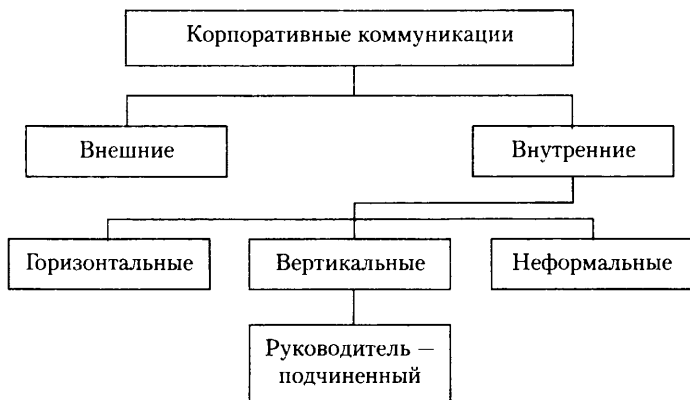 Корпоративные коммуникации
Внешние
Внутренние
Горизонтальные
Вертикальные
Неформальные
Руководитель –
подчиненный